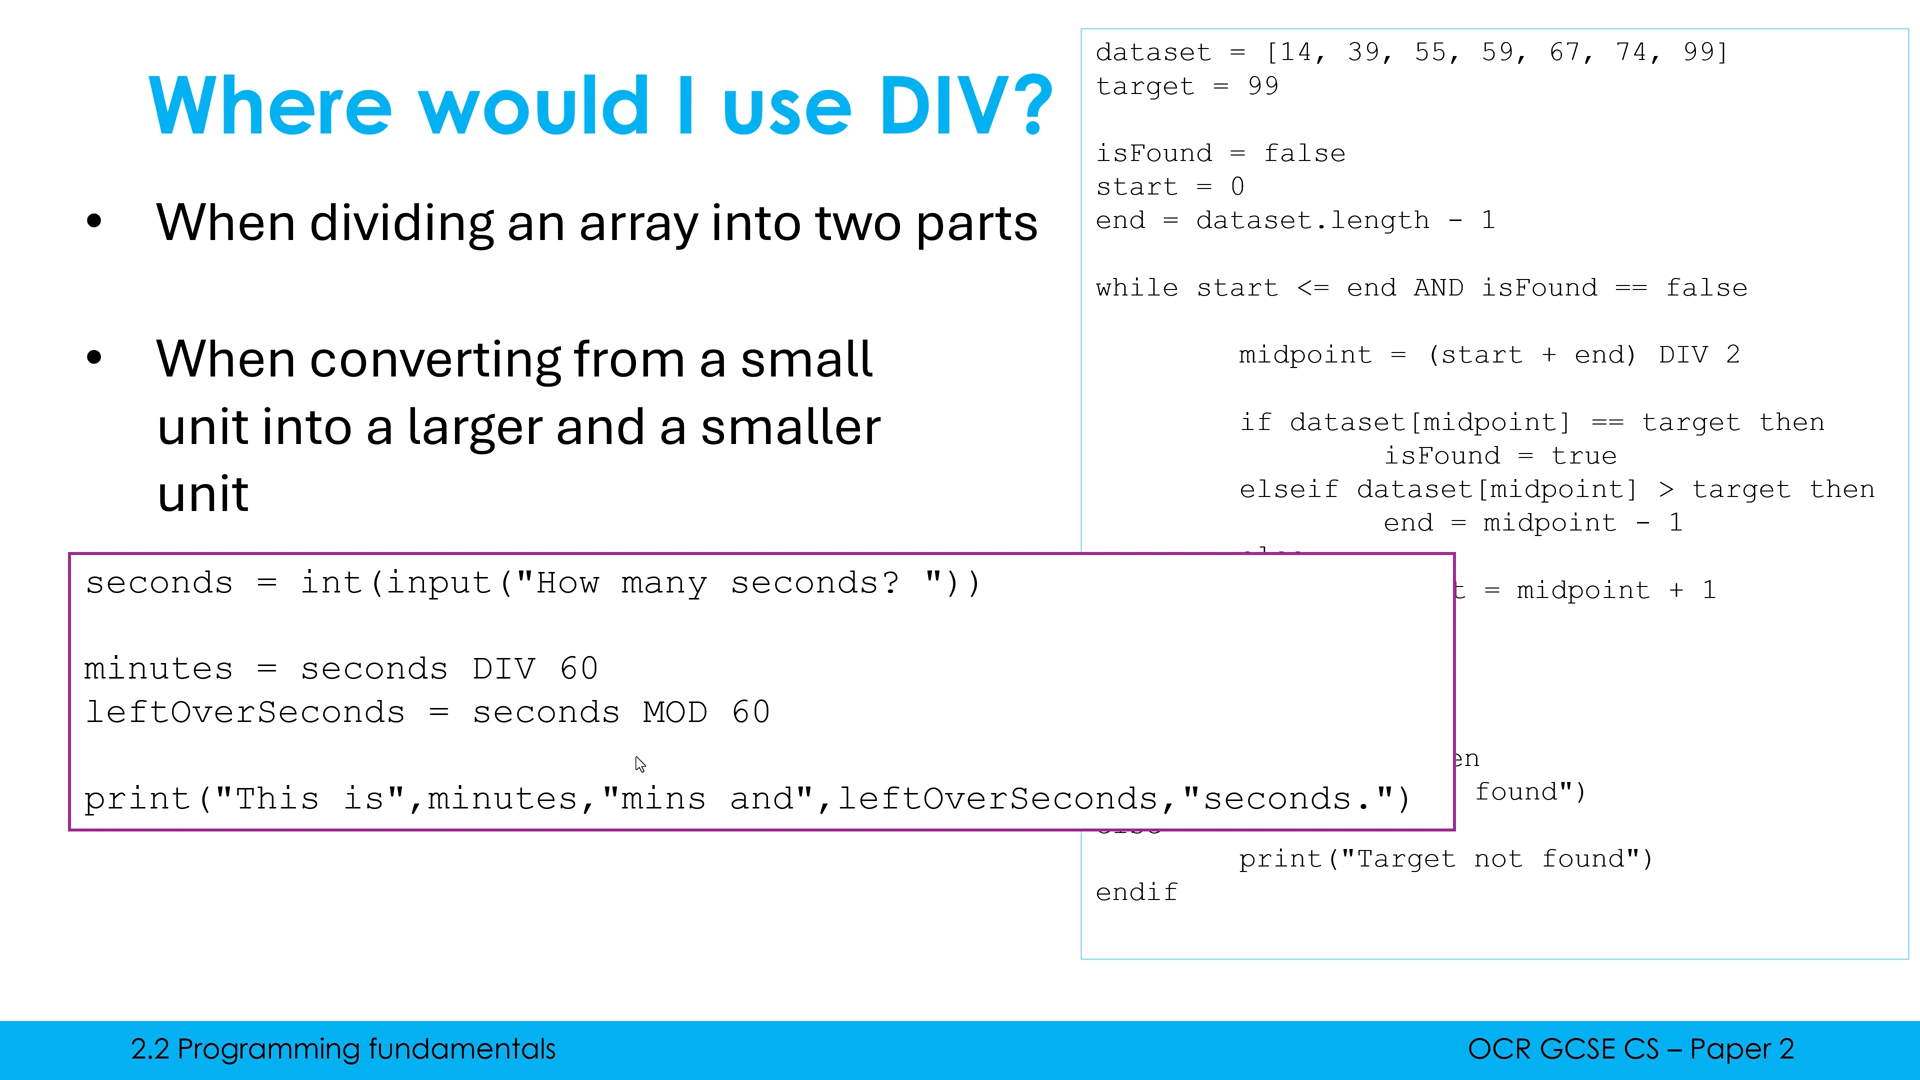 Where would I use DIV?
• When dividing an array into two parts
• When converting from a small
unit into a larger and a smaller
unit
seconds = int(input("How many seconds? "))
minutes = seconds DIV 60
leftOverSeconds = seconds MOD 60
print("This is",minutes,"mins and",leftOverSeconds,"seconds.")
dataset = [14, 39, 55, 59, 67, 74, 99]
target = 99
isFound = false
start = 0
end = dataset.length - 1
while start <= end AND isFound == false
midpoint = (start + end) DIV 2
if dataset[midpoint] == target then
isFound = true
elseif dataset[midpoint] > target then
end = midpoint - 1
else
t = midpoint + 1
en
found")
else
print("Target not found")
endif
2.2 Programming fundamentals
OCR GCSE CS – Paper 2